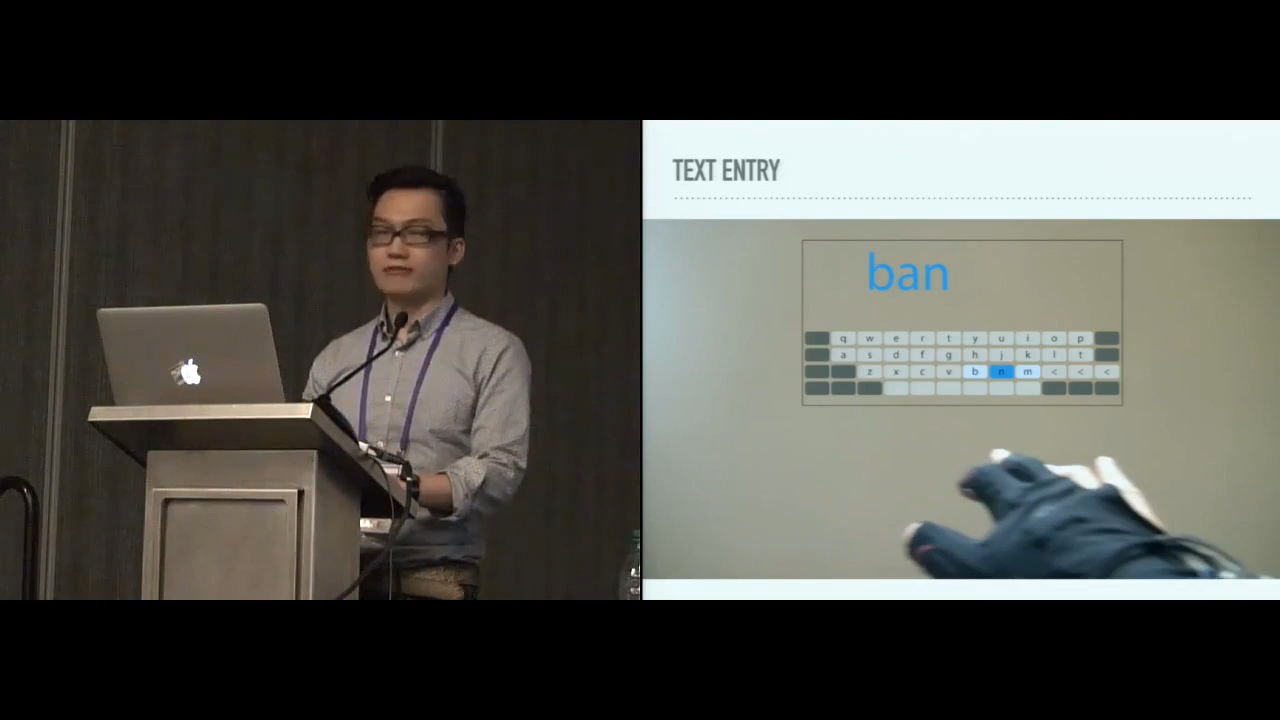 TEXT ENTRY
ban
q w e r t y u i o p
a s d f g h j k l t
z x c v b n m < < <